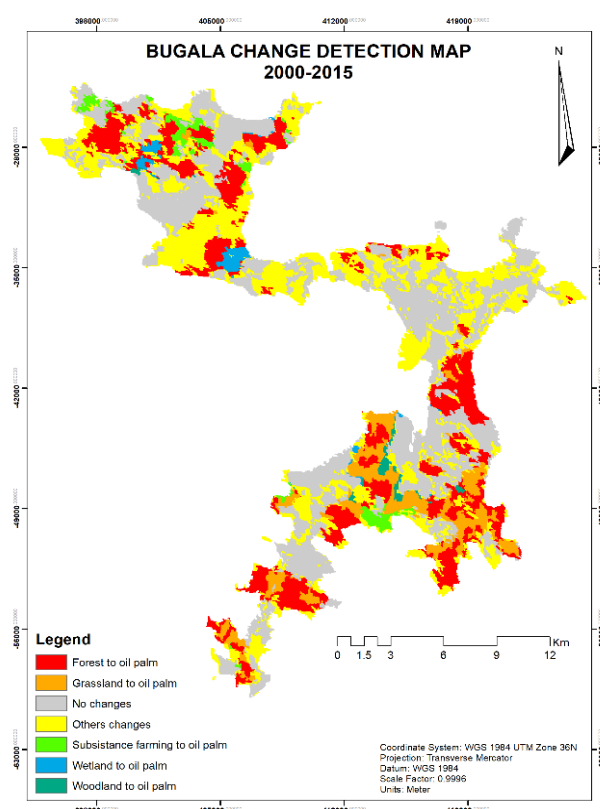 398000 405000 412000 419000
BUGALA CHANGE DETECTION MAP
2000-2015
N
-28000
-42000
-49000
-56000
-63000
Legend
Forest to oil palm
Grassland to oil palm
No changes
Others changes
Subsistance farming to oil palm
Wetland to oil palm
Woodland to oil palm
Km
0 1.5 3 6 9 12
Coordinate System: WGS 1984 UTM Zone 36N
Projection: Transverse Mercator
Datum: WGS 1984
Scale Factor: 0.9996
Units: Meter